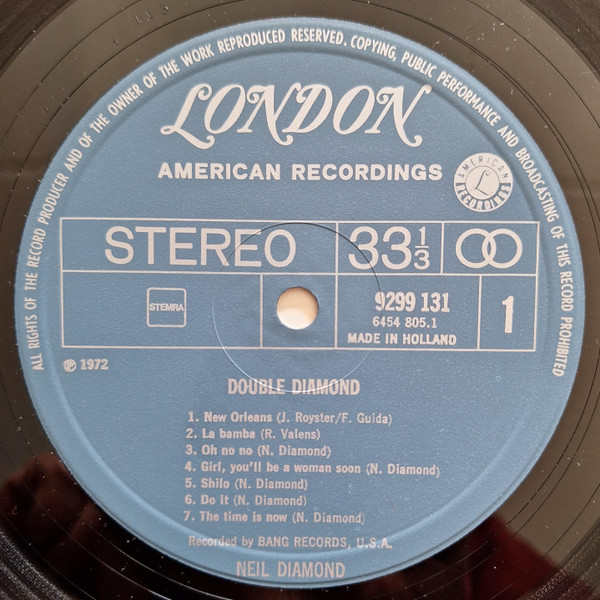 ALL RIGHTS OF THE RECORD PRODUCER AND OF THE OWNER OF THE WORK REPRODUCED RESERVED. COPYING, PUBLIC PERFORMANCE AND BROADCASTING OF THIS RECORD PROHIBITED
LONDON
AMERICAN RECORDINGS
AMERICAN
L
RECORDINGS
STEREO
33 1/3
STEMRA
9299 131
6454 805.1
MADE IN HOLLAND
1
℗ 1972
DOUBLE DIAMOND
1. New Orleans (J. Royster/F. Guida)
2. La bamba (R. Valens)
3. Oh no no (N. Diamond)
4. Girl, you'll be a woman soon (N. Diamond)
5. Shilo (N. Diamond)
6. Do it (N. Diamond)
7. The time is now (N. Diamond)
Recorded by BANG RECORDS, U.S.A.
NEIL DIAMOND